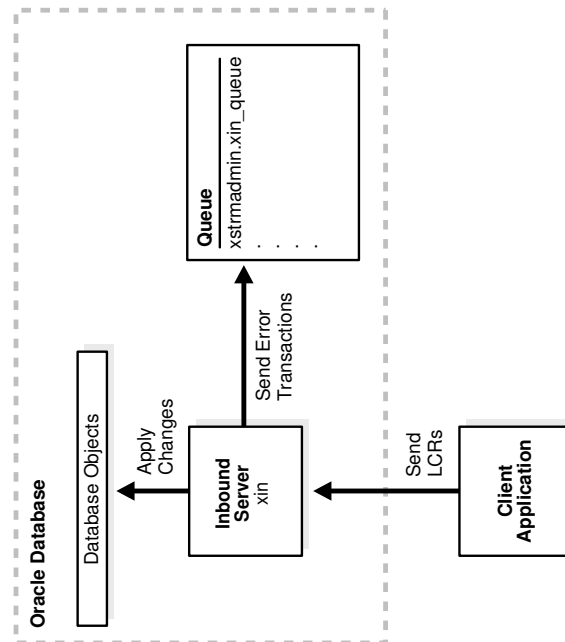 Oracle Database
Database Objects
Apply
Changes
Inbound
Server
xin
Send Error
Transactions
Queue
xstrmadmin.xin_queue
. . . .
Send
LCRs
Client
Application